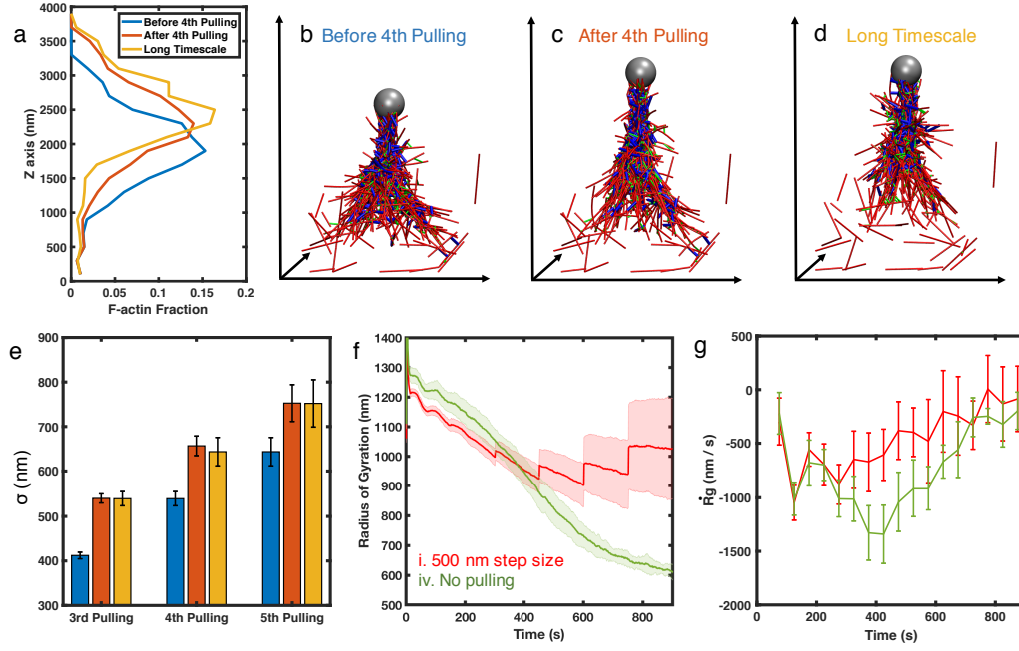 a
Before 4th Pulling
After 4th Pulling
Long Timescale
4000
3500
3000
2500
2000
1500
1000
500
0
0
0.05
0.1
0.15
0.2
Z axis (nm)
F-actin Fraction
b
Before 4th Pulling
c
After 4th Pulling
d
Long Timescale
e
900
800
700
600
500
400
300
σ (nm)
3rd Pulling
4th Pulling
5th Pulling
f
1400
1300
1200
1100
1000
900
800
700
600
500
Radius of Gyration (nm)
i. 500 nm step size
iv. No pulling
0
200
400
600
800
Time (s)
g
500
0
-500
-1000
-1500
-2000
Ṙg (nm / s)
0
200
400
600
800
Time (s)